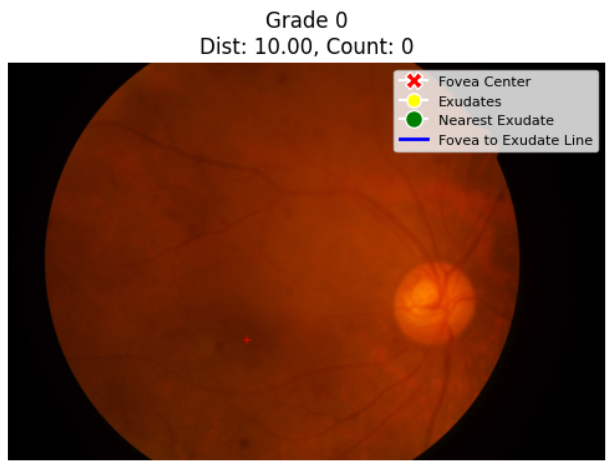 Grade 0
Dist: 10.00, Count: 0
Fovea Center
Exudates
Nearest Exudate
Fovea to Exudate Line